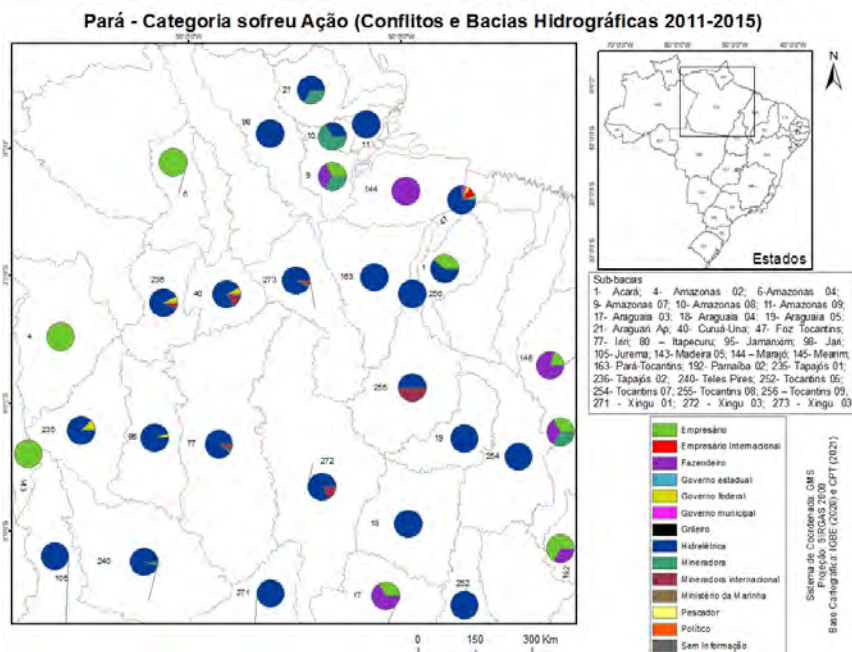 Pará - Categoria sofreu Ação (Conflitos e Bacias Hidrográficas 2011-2015)
N
21
98
10
11
9
6
144
47
1
163
256
273
40
236
4
148
255
235
95
77
19
254
272
143
18
105
240
271
17
252
192
0 150 300 Km
Estados
Sub-bacias
1- Acará; 4- Amazonas 02; 6-Amazonas 04;
9- Amazonas 07; 10- Amazonas 08; 11- Amazonas 09;
17- Araguaia 03; 18- Araguaia 04; 19- Araguaia 05;
21- Araguari Ap; 40- Curuá-Una; 47- Foz Tocantins;
77- Iriri; 80 – Itapecuru; 95- Jamanxim; 98- Jari;
105- Juruena; 143- Madeira 05; 144 – Marajó; 145- Mearim;
163- Pará-Tocantins; 192- Parnaíba 02; 235- Tapajós 01;
236- Tapajós 02; 240- Teles Pires; 252- Tocantins 05;
254- Tocantins 07; 255- Tocantins 08; 256 – Tocantins 09;
271 - Xingu 01; 272 - Xingu 03; 273 - Xingu 03
Empresário
Empresário Internacional
Fazendeiro
Governo estadual
Governo federal
Governo municipal
Grileiro
Hidrelétrica
Mineradora
Mineradora internacional
Ministério da Marinha
Pescador
Político
Sem Informação
Sistema de Coordenada: GMS
Projeção: SIRGAS 2000
Base Cartográfica: IGBE (2020) e CPT (2021)